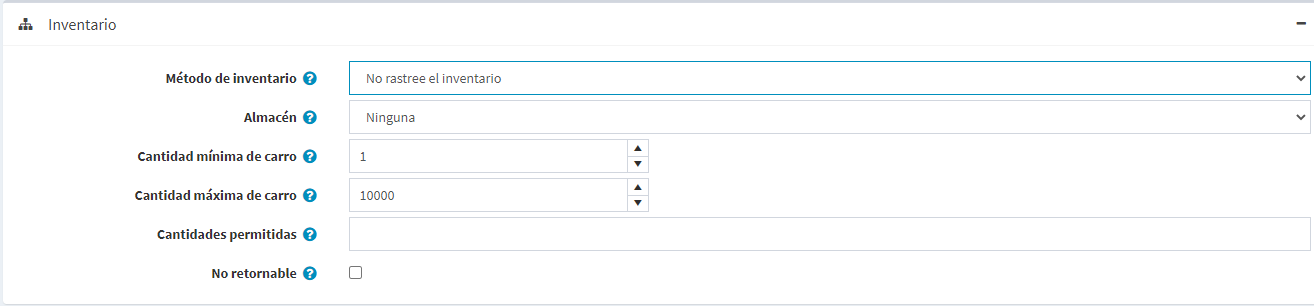 Inventario
Método de inventario No rastree el inventario
Almacén Ninguna
Cantidad mínima de carro 1
Cantidad máxima de carro 10000
Cantidades permitidas
No retornable